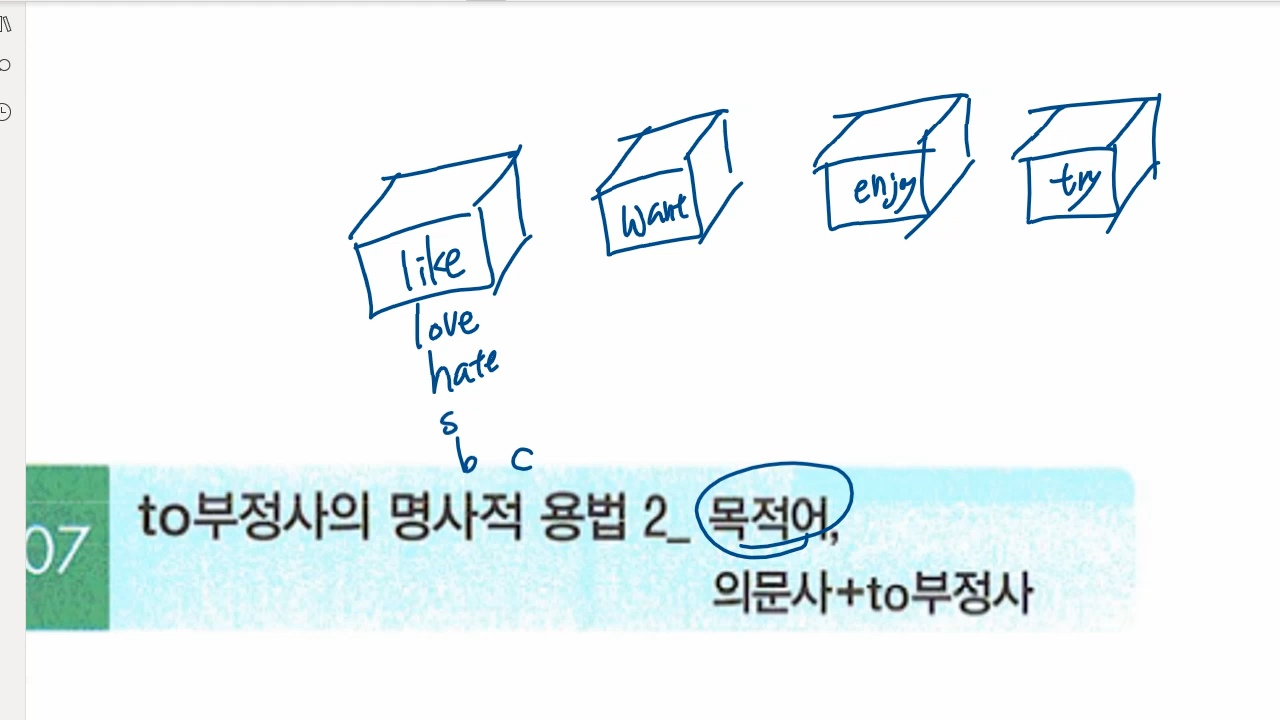 like want enjoy try
love
hate
s
b c
07 to부정사의 명사적 용법 2_ 목적어,
의문사+to부정사